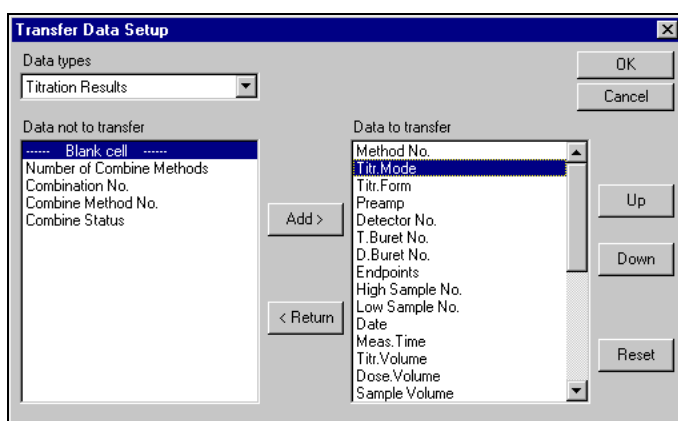 Transfer Data Setup
Data types
Titration Results
OK
Cancel
Data not to transfer
------ Blank cell ------
Number of Combine Methods
Combination No.
Combine Method No.
Combine Status
Add >
< Return
Data to transfer
Method No.
Titr.Mode
Titr.Form
Preamp
Detector No.
T.Buret No.
D.Buret No.
Endpoints
High Sample No.
Low Sample No.
Date
Meas.Time
Titr.Volume
Dose.Volume
Sample Volume
Up
Down
Reset